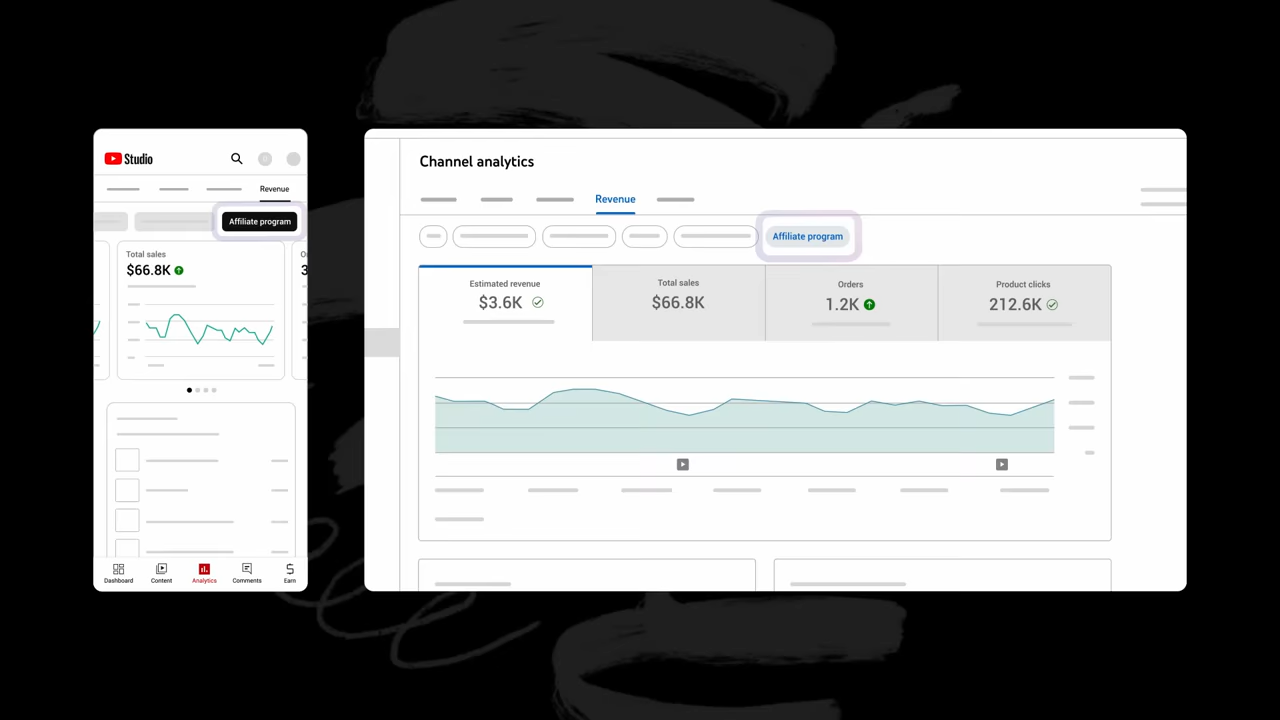 Studio
Revenue
Affiliate program
Total sales
$66.8K
Dashboard
Content
Analytics
Comments
Earn
Channel analytics
Revenue
Affiliate program
Estimated revenue
$3.6K
Total sales
$66.8K
Orders
1.2K
Product clicks
212.6K